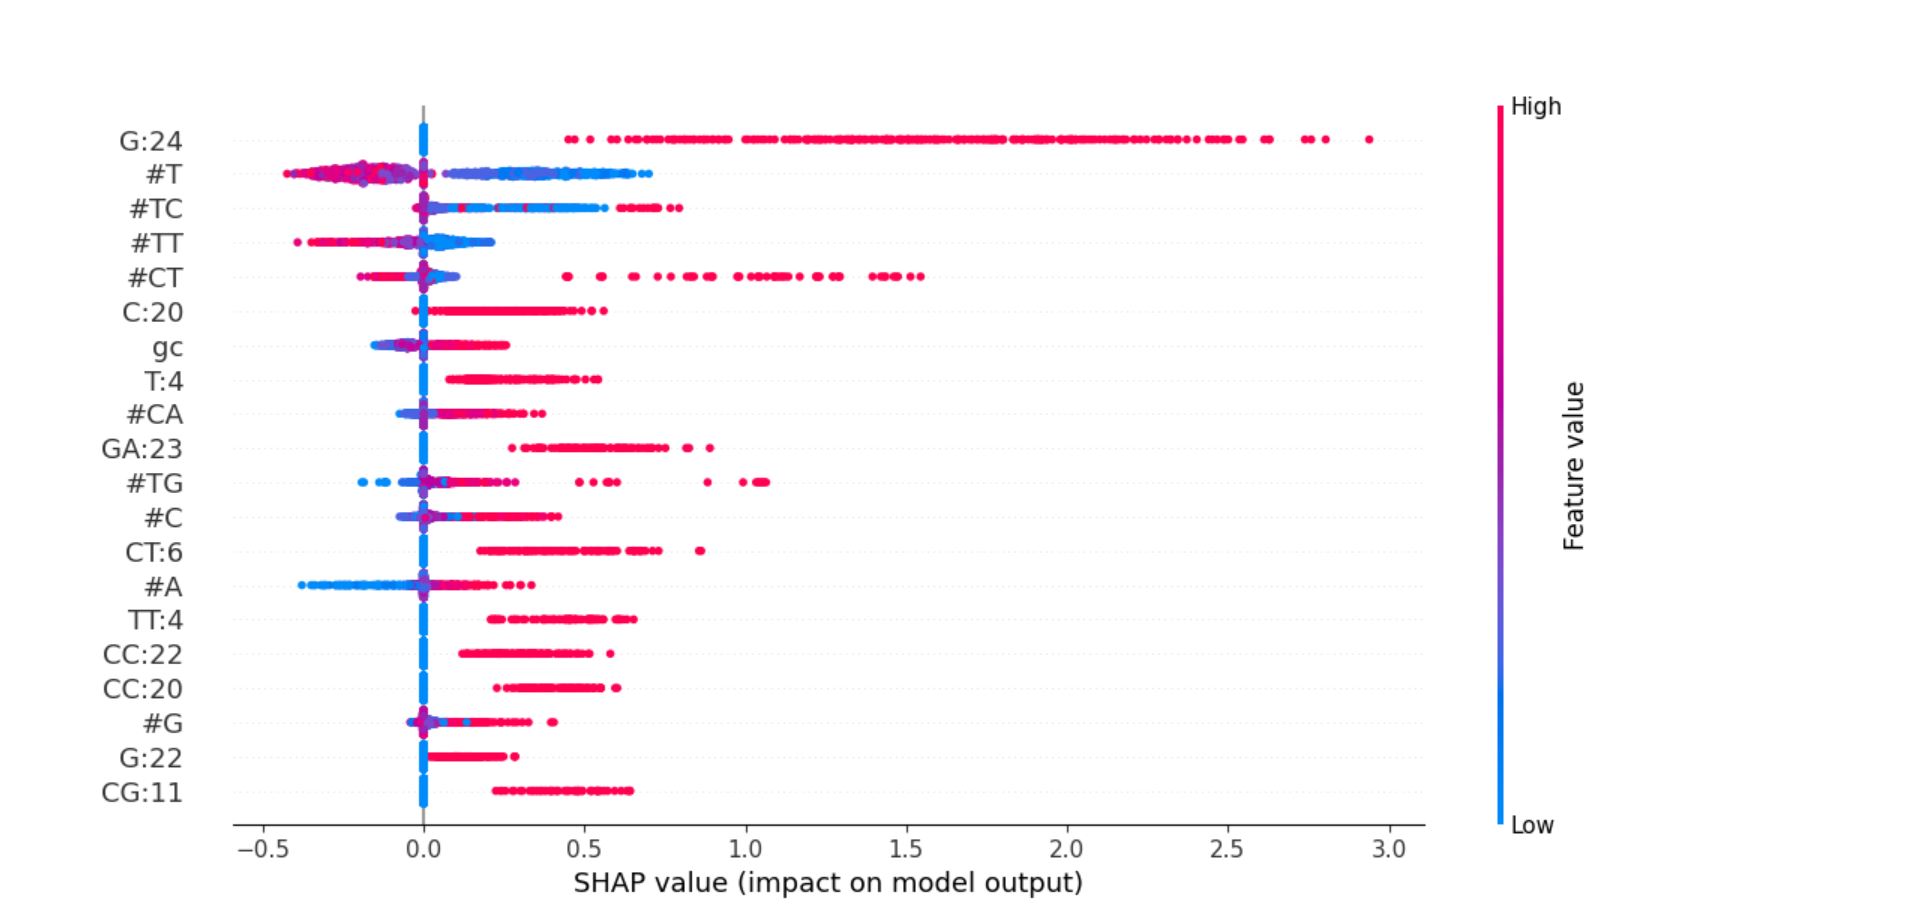 High
G:24
#T
#TC
#TT
#CT
C:20
gc
T:4
#CA
GA:23
#TG
#C
CT:6
#A
TT:4
CC:22
CC:20
#G
G:22
CG:11
Feature value
Low
−0.5 0.0 0.5 1.0 1.5 2.0 2.5 3.0
SHAP value (impact on model output)